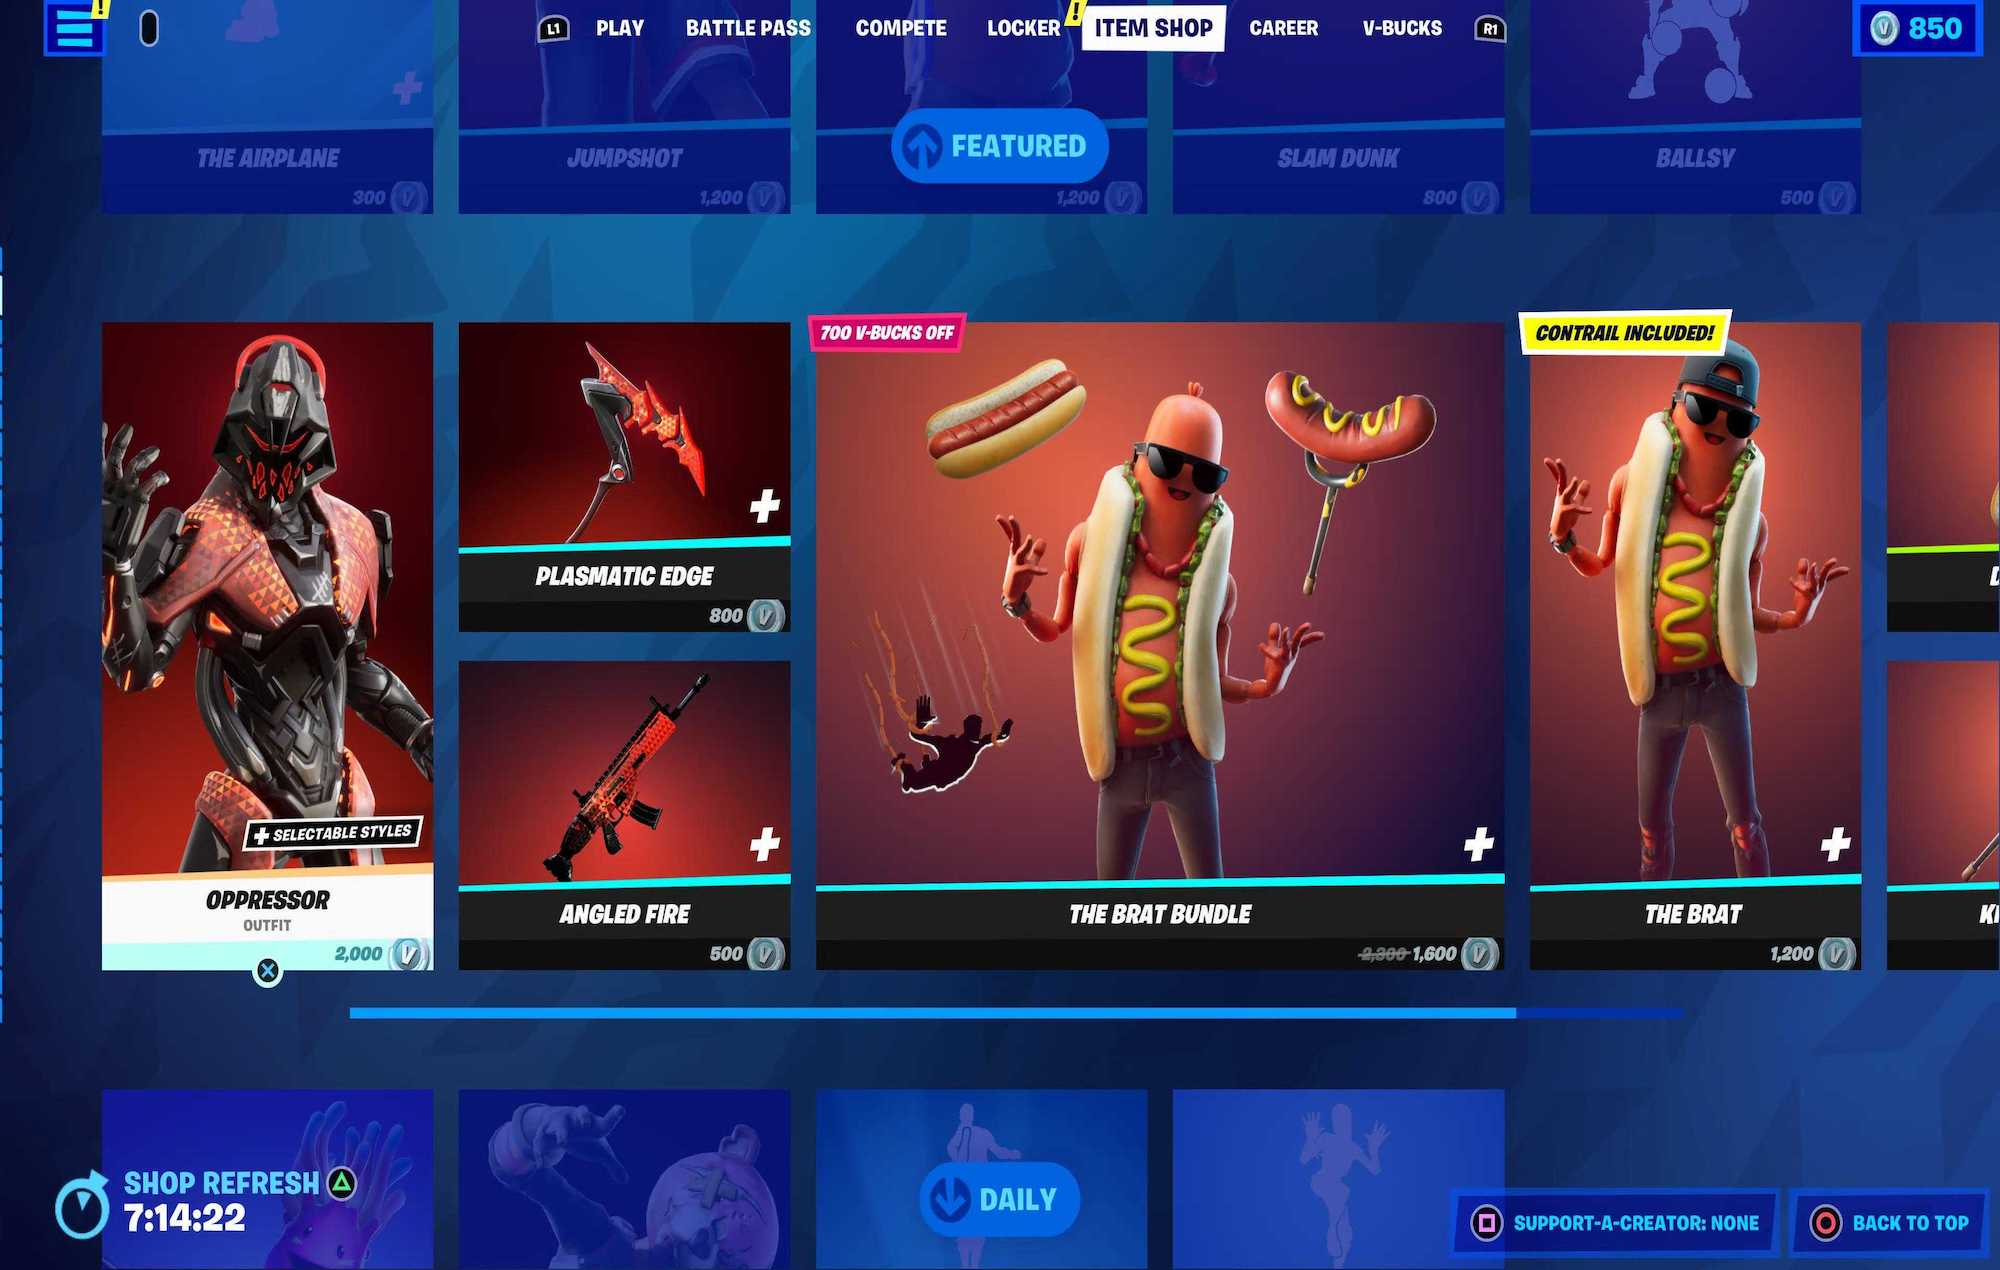 L1
PLAY
BATTLE PASS
COMPETE
LOCKER
!
ITEM SHOP
CAREER
V-BUCKS
R1
!
850
THE AIRPLANE
300
JUMPSHOT
1,200
FEATURED
1,200
SLAM DUNK
800
BALLSY
500
+ SELECTABLE STYLES
OPPRESSOR
OUTFIT
2,000
PLASMATIC EDGE
800
ANGLED FIRE
500
700 V-BUCKS OFF
THE BRAT BUNDLE
2,300 1,600
CONTRAIL INCLUDED!
THE BRAT
1,200
SHOP REFRESH
7:14:22
DAILY
SUPPORT-A-CREATOR: NONE
BACK TO TOP